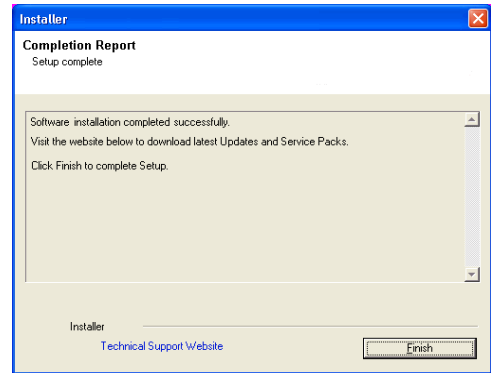 Installer
Completion Report
Setup complete
Software installation completed successfully.
Visit the website below to download latest Updates and Service Packs.
Click Finish to complete Setup.
Installer
Technical Support Website
Finish